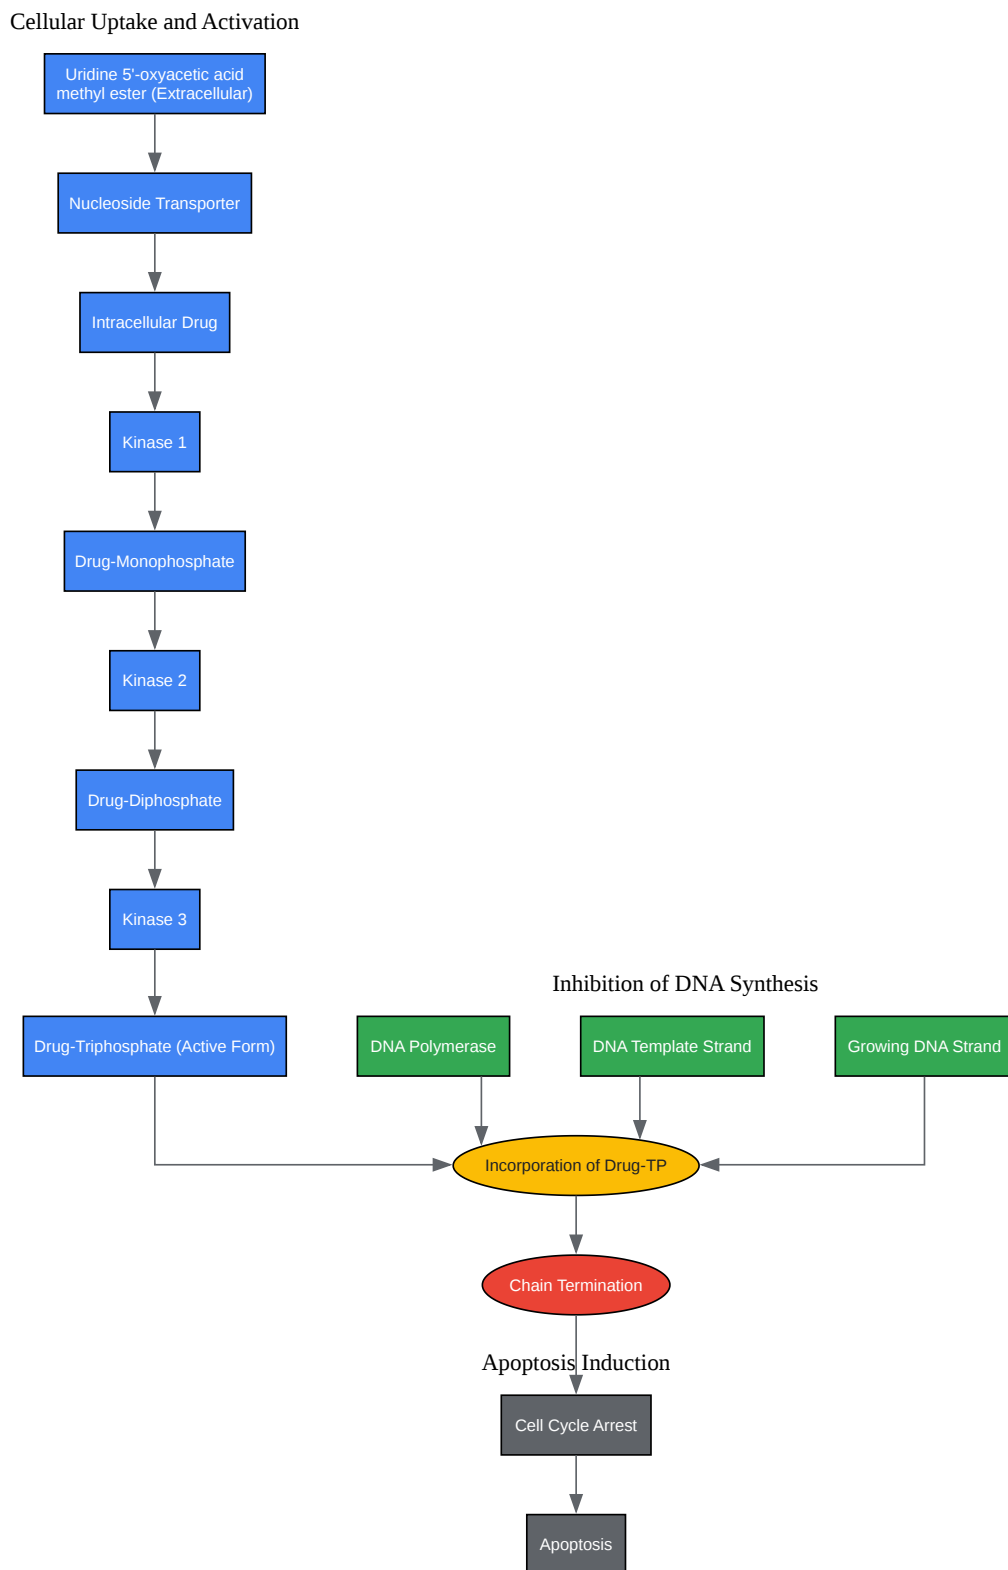 Cellular Uptake and Activation
Uridine 5'-oxyacetic acid
methyl ester (Extracellular)
Nucleoside Transporter
Intracellular Drug
Kinase 1
Drug-Monophosphate
Kinase 2
Drug-Diphosphate
Kinase 3
Inhibition of DNA Synthesis
Drug-Triphosphate (Active Form)
DNA Polymerase
DNA Template Strand
Growing DNA Strand
Incorporation of Drug-TP
Chain Termination
Apoptosis Induction
Cell Cycle Arrest
Apoptosis